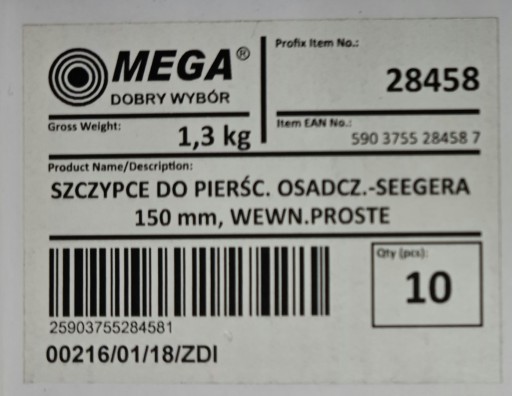 MEGA®
DOBRY WYBÓR
Profix Item No.:
28458
Gross Weight:
1,3 kg
Item EAN No.:
590 3755 28458 7
Product Name/Description:
SZCZYPCE DO PIERŚC. OSADCZ.-SEEGERA
150 mm, WEWN.PROSTE
25903755284581
Qty (pcs):
10
00216/01/18/ZDI